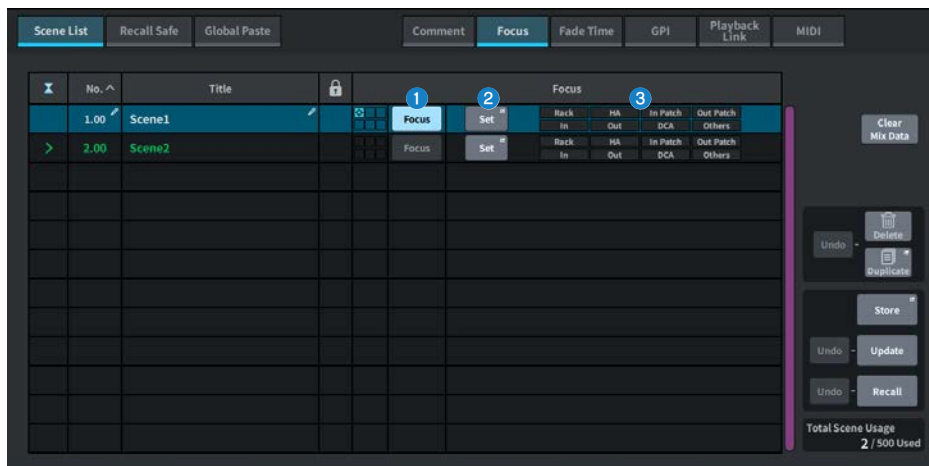 Scene List
Recall Safe
Global Paste
Comment
Focus
Fade Time
GPI
Playback
Link
MIDI
No.
Title
Focus
1
2
3
1.00
Scene1
Focus
Set
Rack HA In Patch Out Patch
In Out DCA Others
2.00
Scene2
Focus
Set
Rack HA In Patch Out Patch
In Out DCA Others
Clear
Mix Data
Undo
-
Delete
Duplicate
Store
Undo - Update
Undo - Recall
Total Scene Usage
2 / 500 Used